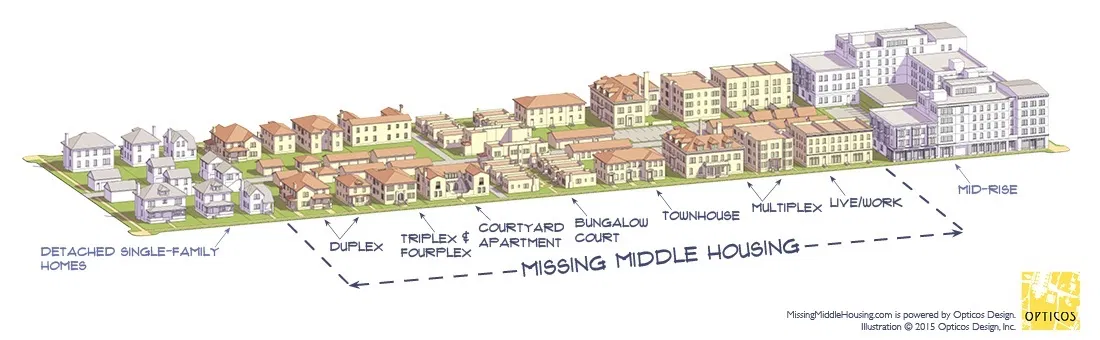 DETACHED SINGLE-FAMILY
HOMES
DUPLEX
TRIPLEX &
FOURPLEX
COURTYARD
APARTMENT
BUNGALOW
COURT
TOWNHOUSE
MULTIPLEX
LIVE/WORK
MID-RISE
MISSING MIDDLE HOUSING
MissingMiddleHousing.com is powered by Opticos Design.
Illustration © 2015 Opticos Design, Inc.
OPTICOS